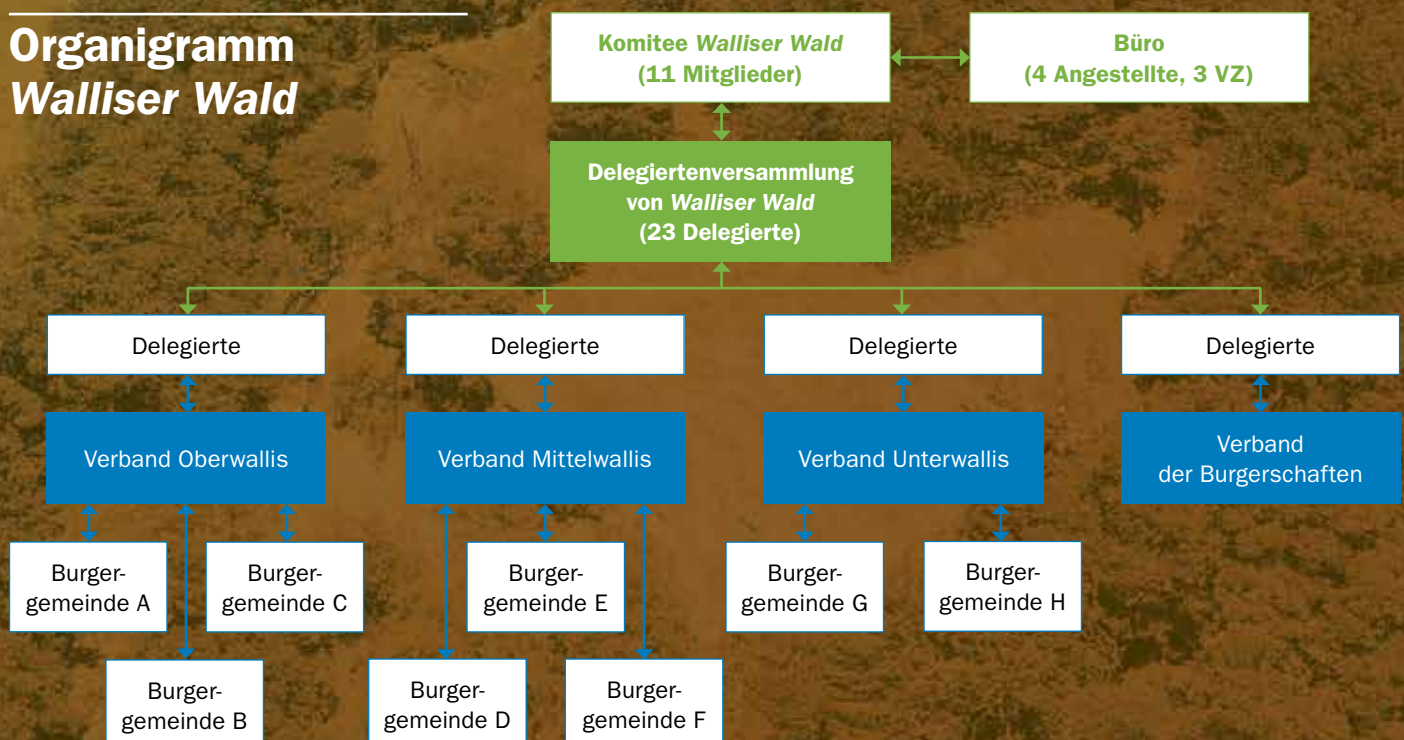 Organigramm
Walliser Wald
Komitee Walliser Wald
(11 Mitglieder)
Büro
(4 Angestellte, 3 VZ)
Delegiertenversammlung
von Walliser Wald
(23 Delegierte)
Delegierte
Delegierte
Delegierte
Delegierte
Verband Oberwallis
Verband Mittelwallis
Verband Unterwallis
Verband
der Burgerschaften
Burger-
gemeinde A
Burger-
gemeinde C
Burger-
gemeinde E
Burger-
gemeinde G
Burger-
gemeinde H
Burger-
gemeinde B
Burger-
gemeinde D
Burger-
gemeinde F